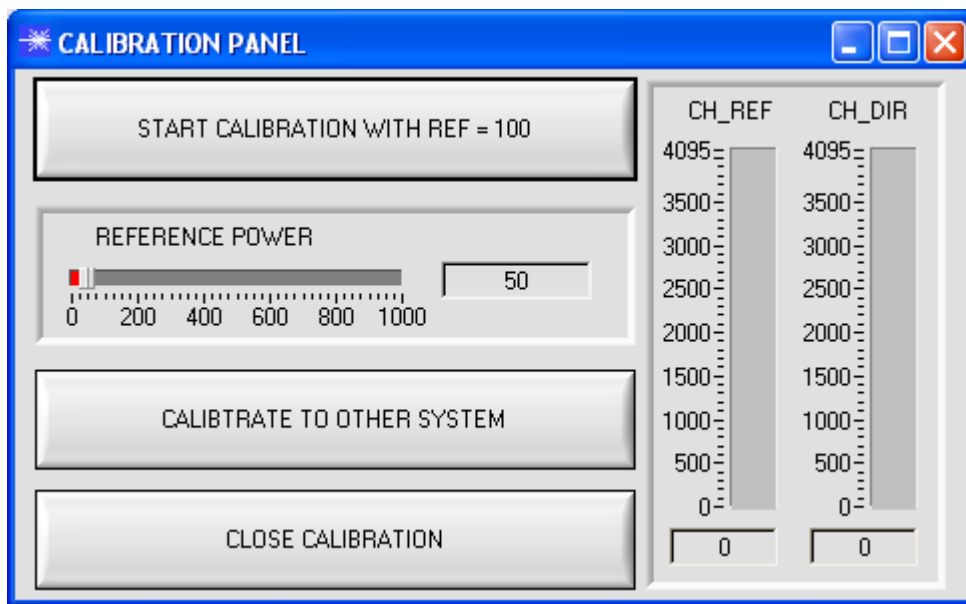 CALIBRATION PANEL
START CALIBRATION WITH REF = 100
REFERENCE POWER
50
0 200 400 600 800 1000
CALIBTRATE TO OTHER SYSTEM
CLOSE CALIBRATION
CH_REF CH_DIR
4095 4095
3500 3500
3000 3000
2500 2500
2000 2000
1500 1500
1000 1000
500 500
0 0
0 0